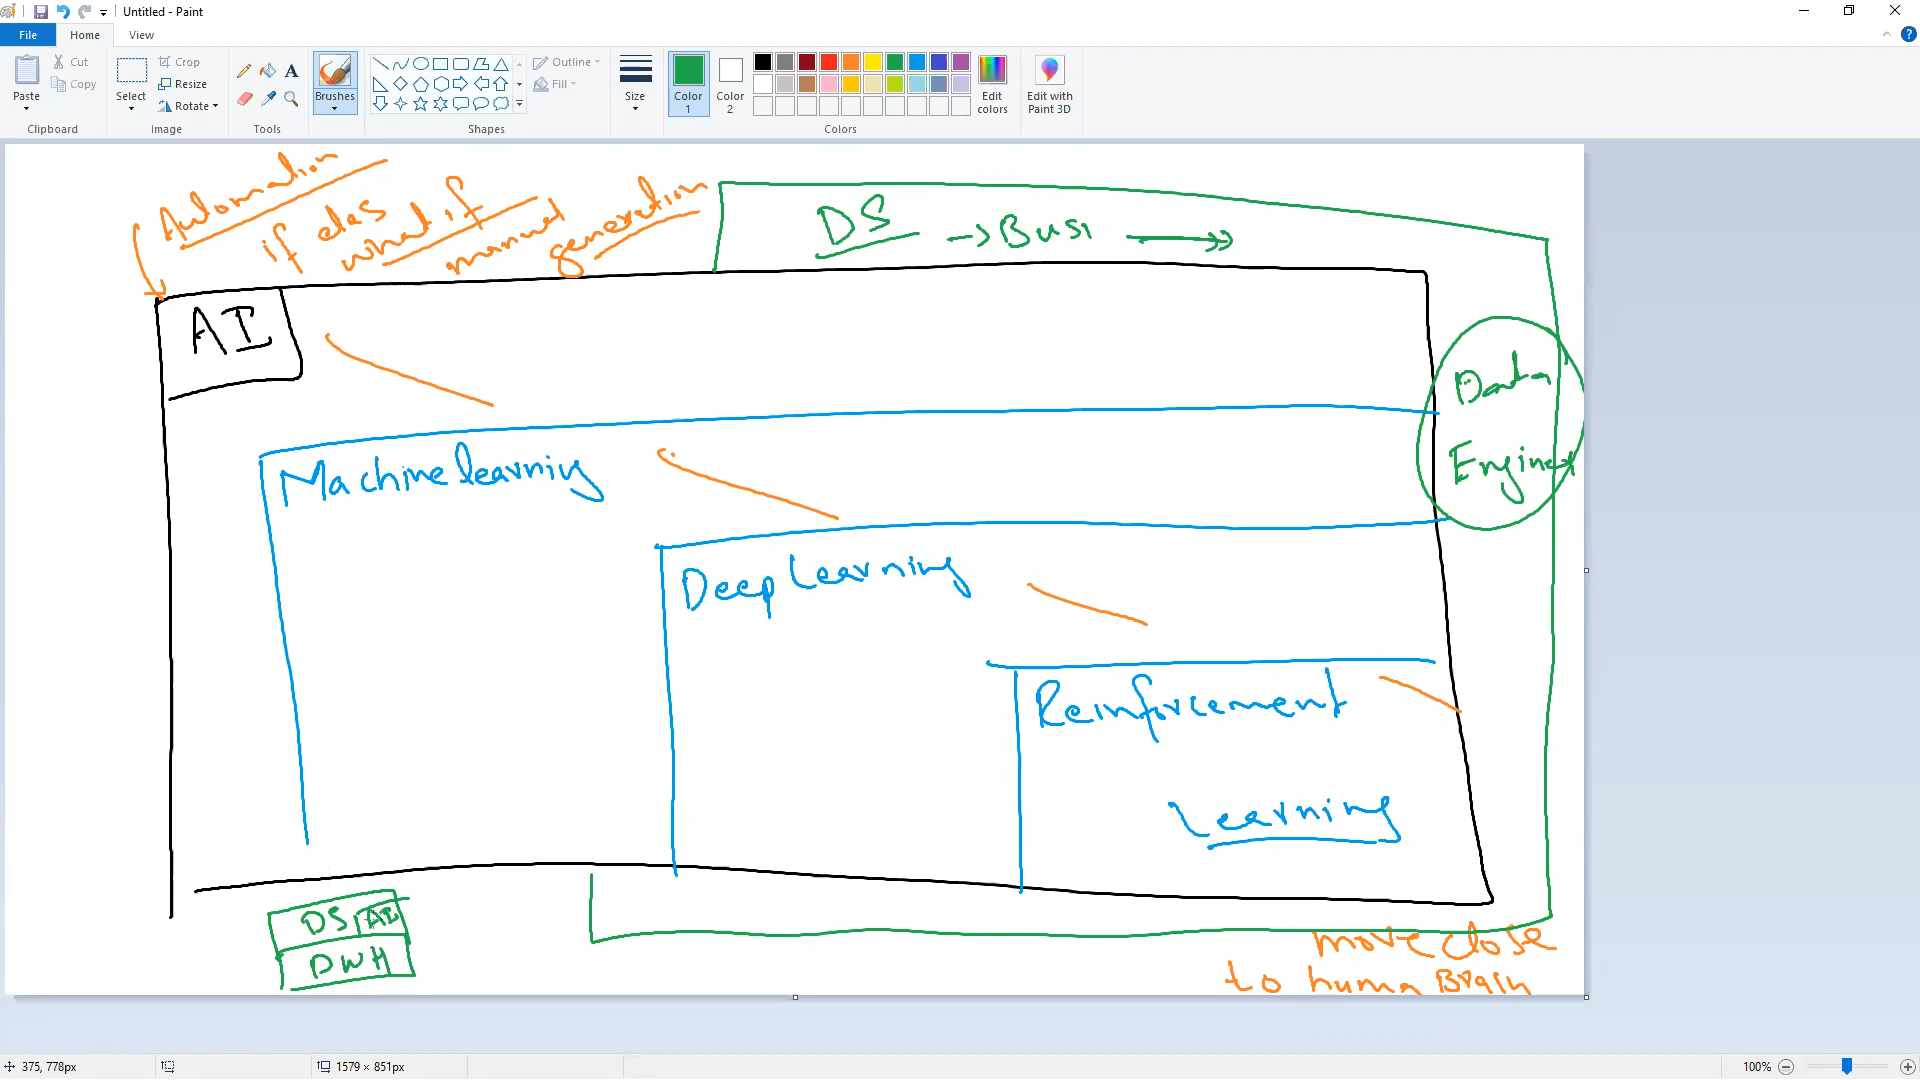 Untitled - Paint
File
Home
View
Paste
Cut
Copy
Clipboard
Select
Crop
Resize
Rotate
Image
Tools
Brushes
Shapes
Outline
Fill
Size
Color 1
Color 2
Edit colors
Edit with Paint 3D
Colors
Automation
if elas
what if
manuel
generation
DS -> Busi
AI
Data
Enginer
Machine learning
Deep Learning
Reinforcement
Learning
DS AI
DWH
move close
to human Brain
375, 778px
1579 × 851px
100%